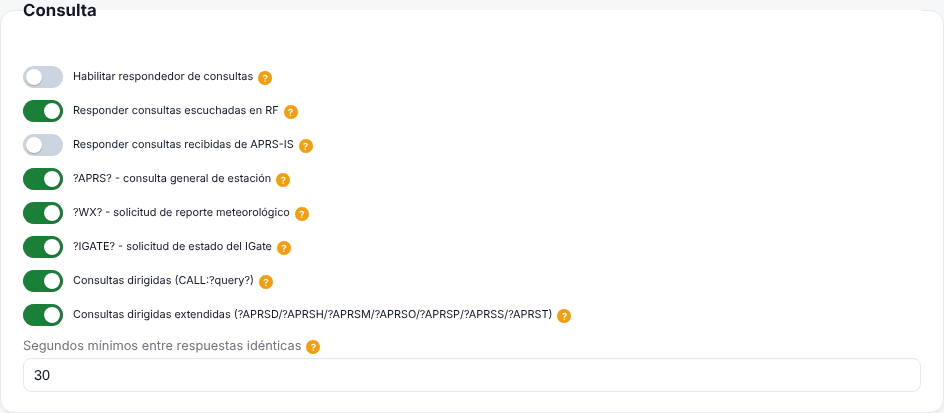 Consulta
Habilitar respondedor de consultas ?
Responder consultas escuchadas en RF ?
Responder consultas recibidas de APRS-IS ?
?APRS? - consulta general de estación ?
?WX? - solicitud de reporte meteorológico ?
?IGATE? - solicitud de estado del IGate ?
Consultas dirigidas (CALL:?query?) ?
Consultas dirigidas extendidas (?APRSD/?APRSH/?APRSM/?APRSO/?APRSP/?APRSS/?APRST) ?
Segundos mínimos entre respuestas idénticas ?
30